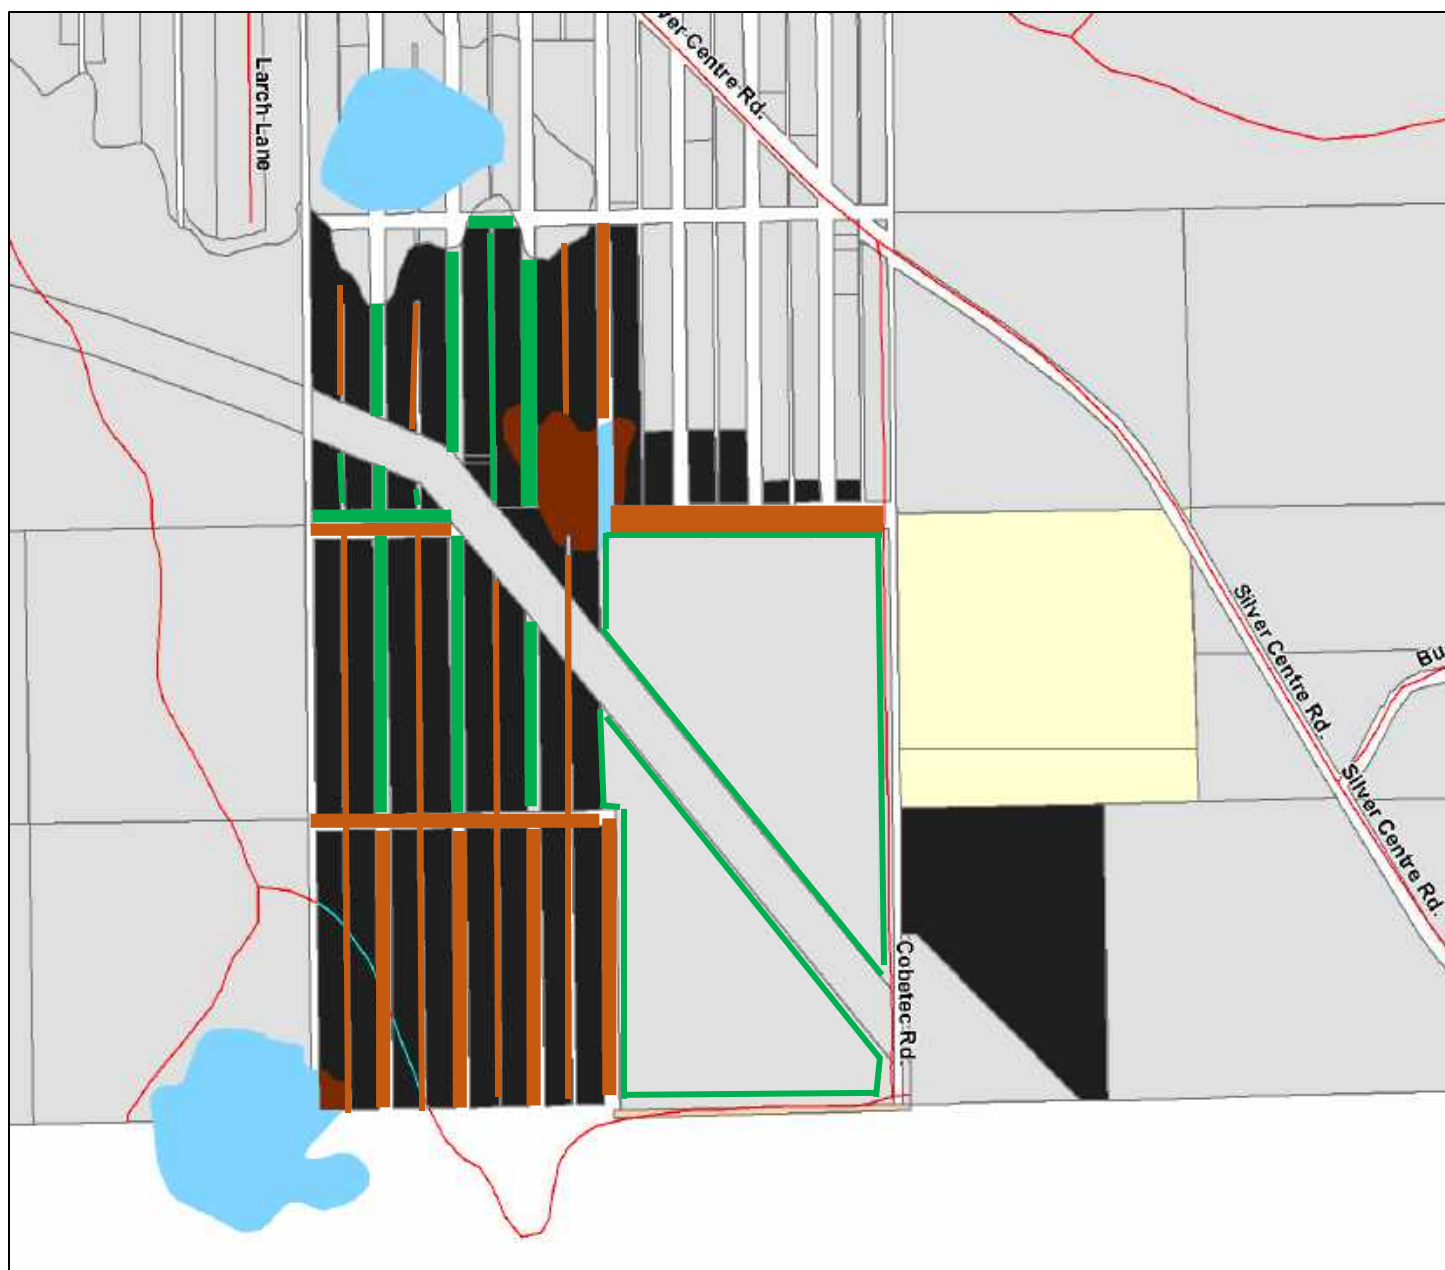 Larch Lane
ver Centre Rd.
Silver Centre Rd.
Bu
Silver Centre Rd.
Cobetec Rd.